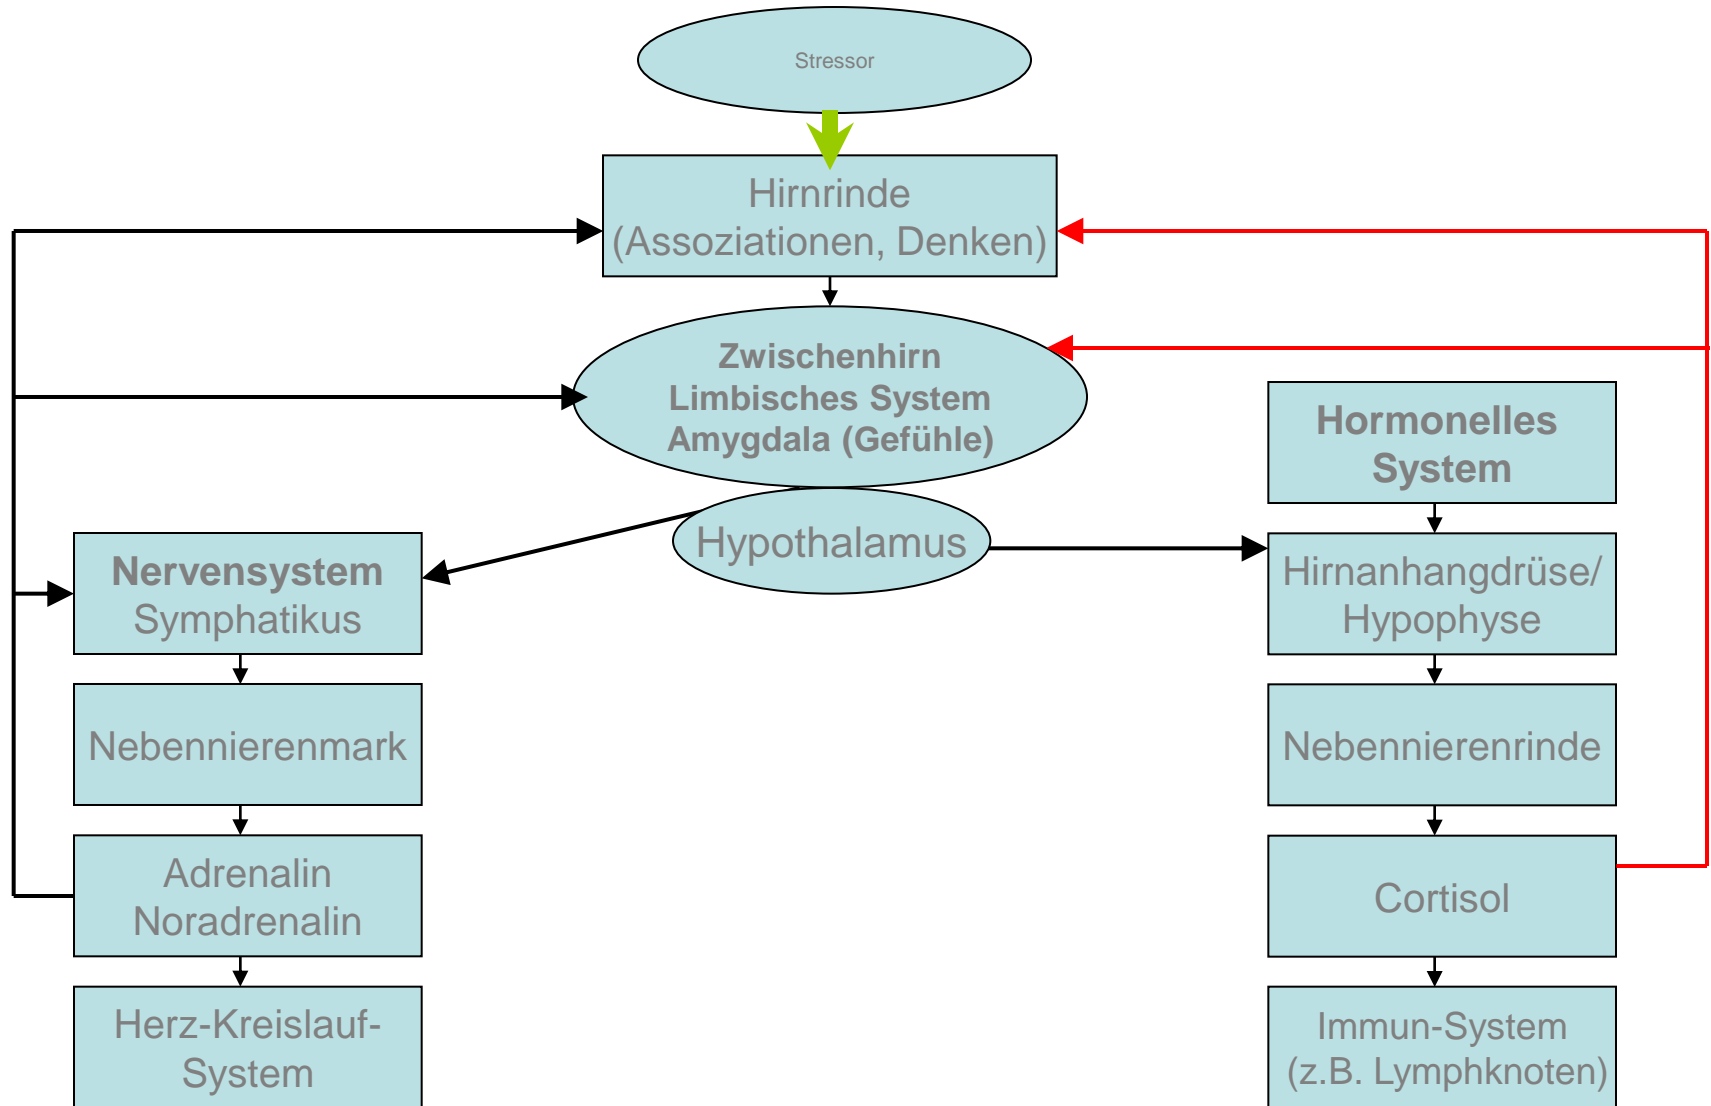 Stressor
Hirnrinde
(Assoziationen, Denken)
Zwischenhirn
Limbisches System
Amygdala (Gefühle)
Hypothalamus
Nervensystem
Symphatikus
Nebennierenmark
Adrenalin
Noradrenalin
Herz-Kreislauf-
System
Hormonelles
System
Hirnanhangdrüse/
Hypophyse
Nebennierenrinde
Cortisol
Immun-System
(z.B. Lymphknoten)